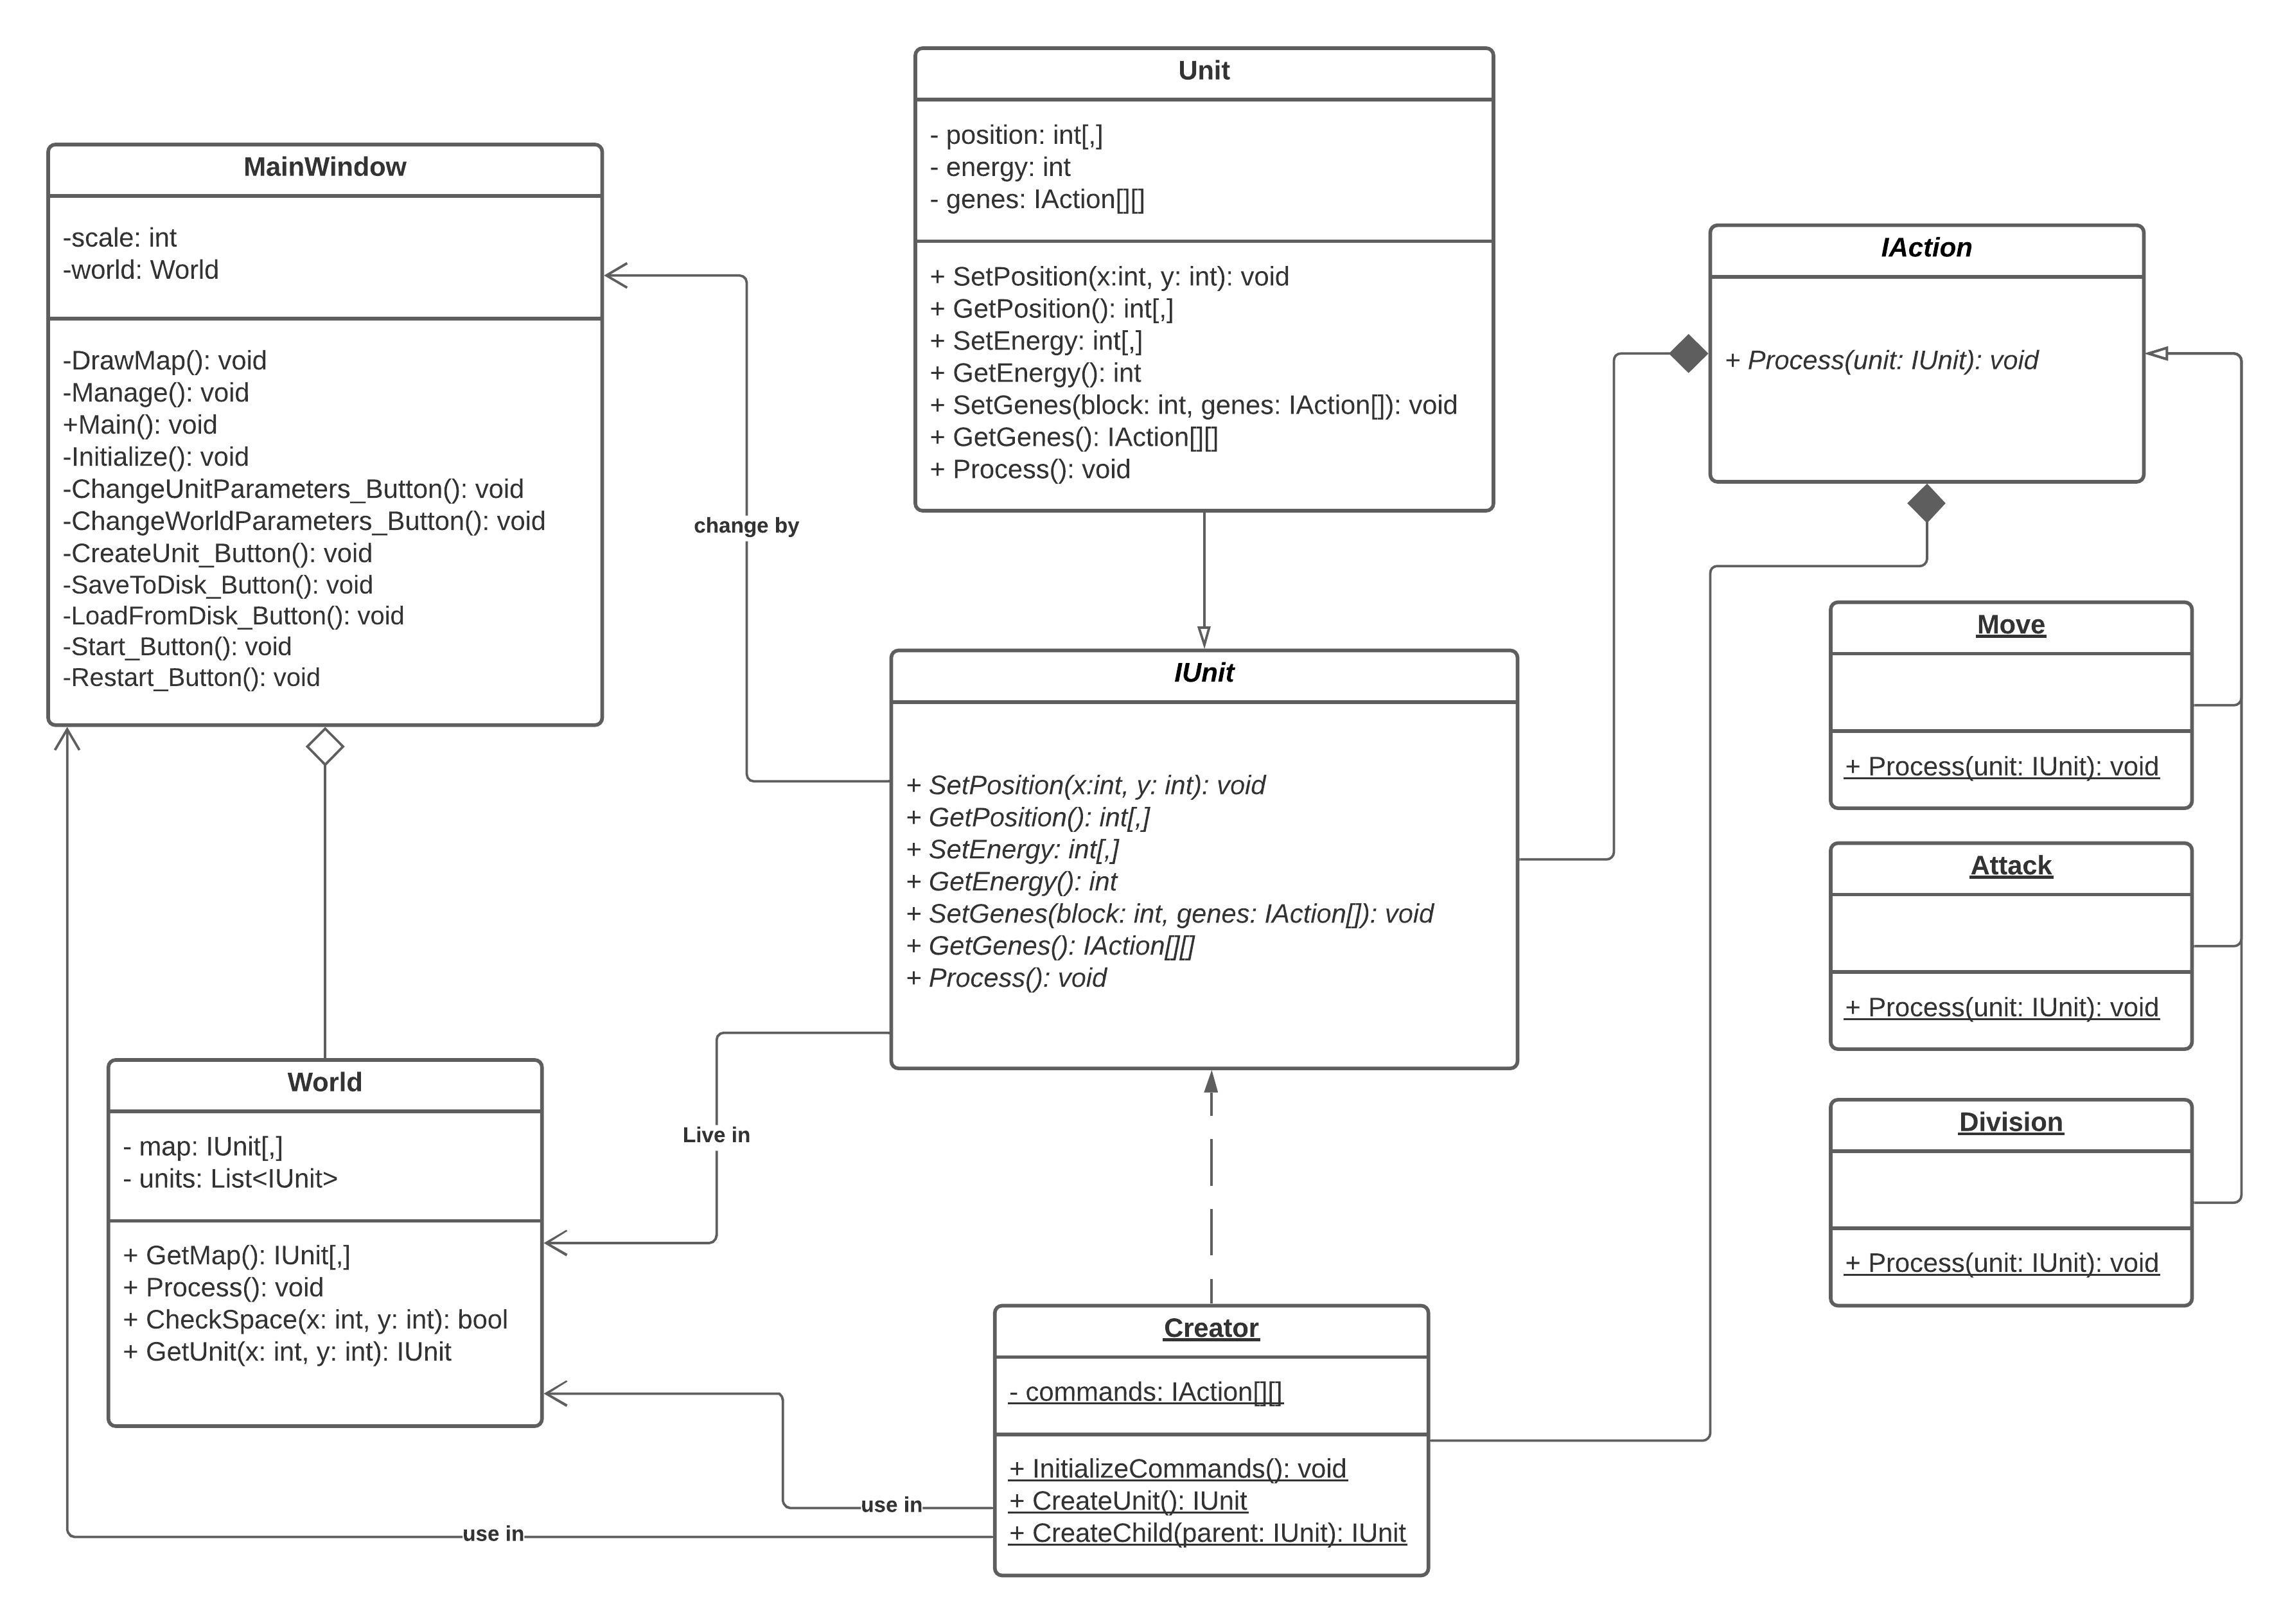 Unit
- position: int[,]
- energy: int
- genes: IAction[][]
+ SetPosition(x:int, y: int): void
+ GetPosition(): int[,]
+ SetEnergy: int[,]
+ GetEnergy(): int
+ SetGenes(block: int, genes: IAction[]): void
+ GetGenes(): IAction[][]
+ Process(): void
MainWindow
-scale: int
-world: World
-DrawMap(): void
-Manage(): void
+Main(): void
-Initialize(): void
-ChangeUnitParameters_Button(): void
-ChangeWorldParameters_Button(): void
-CreateUnit_Button(): void
-SaveToDisk_Button(): void
-LoadFromDisk_Button(): void
-Start_Button(): void
-Restart_Button(): void
IAction
+ Process(unit: IUnit): void
change by
IUnit
+ SetPosition(x:int, y: int): void
+ GetPosition(): int[,]
+ SetEnergy: int[,]
+ GetEnergy(): int
+ SetGenes(block: int, genes: IAction[]): void
+ GetGenes(): IAction[][]
+ Process(): void
Move
+ Process(unit: IUnit): void
Attack
+ Process(unit: IUnit): void
Division
+ Process(unit: IUnit): void
World
- map: IUnit[,]
- units: List<IUnit>
+ GetMap(): IUnit[,]
+ Process(): void
+ CheckSpace(x: int, y: int): bool
+ GetUnit(x: int, y: int): IUnit
Live in
Creator
- commands: IAction[][]
+ InitializeCommands(): void
+ CreateUnit(): IUnit
+ CreateChild(parent: IUnit): IUnit
use in
use in